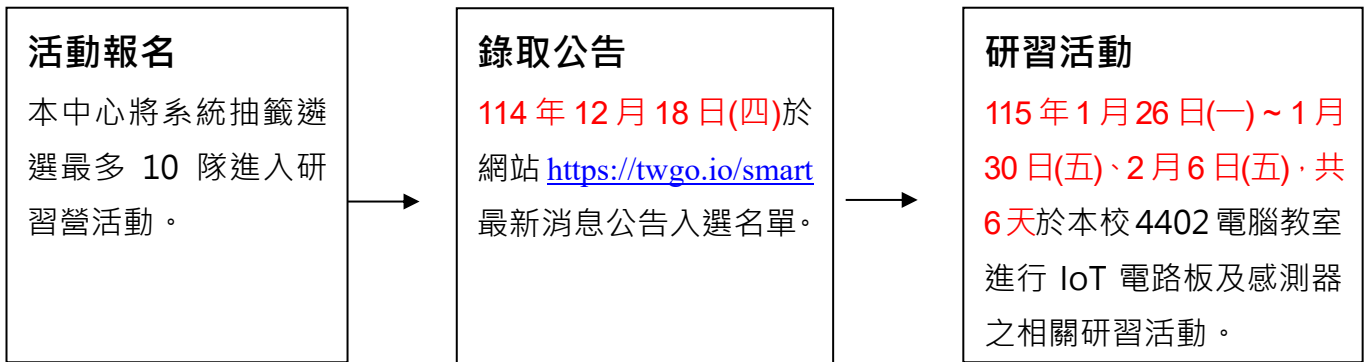 活動報名
本中心將系統抽籤遴
選最多 10 隊進入研
習營活動。
錄取公告
114 年 12 月 18 日(四)於
網站 https://twgo.io/smart
最新消息公告入選名單。
研習活動
115 年 1 月 26 日(一) ~ 1 月
30 日(五)、2 月 6 日(五)，共
6 天於本校 4402 電腦教室
進行 IoT 電路板及感測器
之相關研習活動。